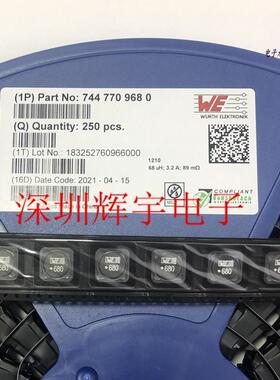 (1P) Part No: 744 770 968 0
WE
WURTH ELEKTRONIK
(Q) Quantity: 250 pcs.
(1T) Lot No.: 183252760966000
1210
68 uH; 3.2 A; 89 mΩ
(16D) Date Code: 2021 - 04 - 15
COMPLIANT
深圳辉宇电子
680
680
680
680
680